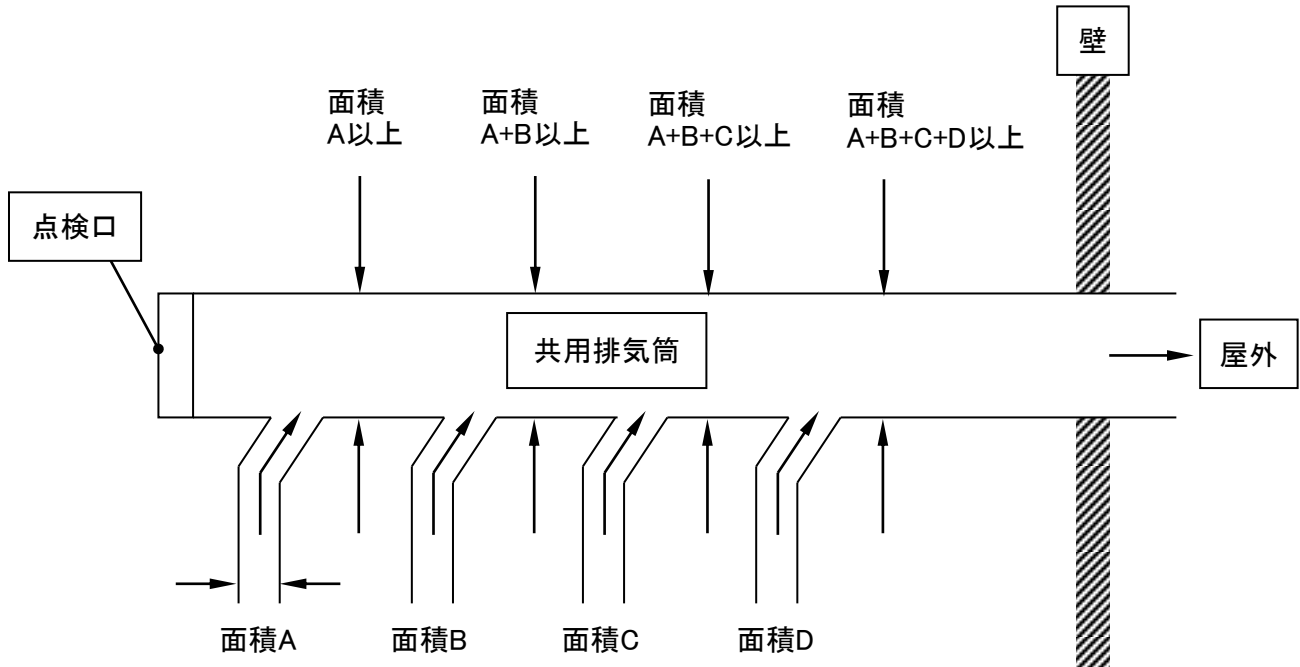 壁
面積
A以上
面積
A+B以上
面積
A+B+C以上
面積
A+B+C+D以上
点検口
共用排気筒
屋外
面積A
面積B
面積C
面積D